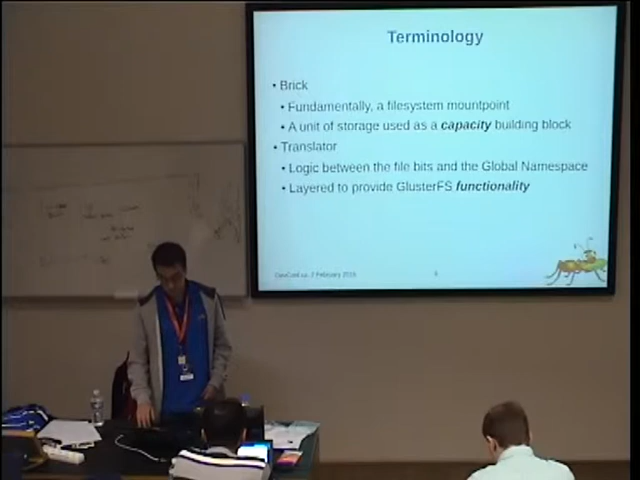 Terminology
• Brick
• Fundamentally, a filesystem mountpoint
• A unit of storage used as a capacity building block
• Translator
• Logic between the file bits and the Global Namespace
• Layered to provide GlusterFS functionality